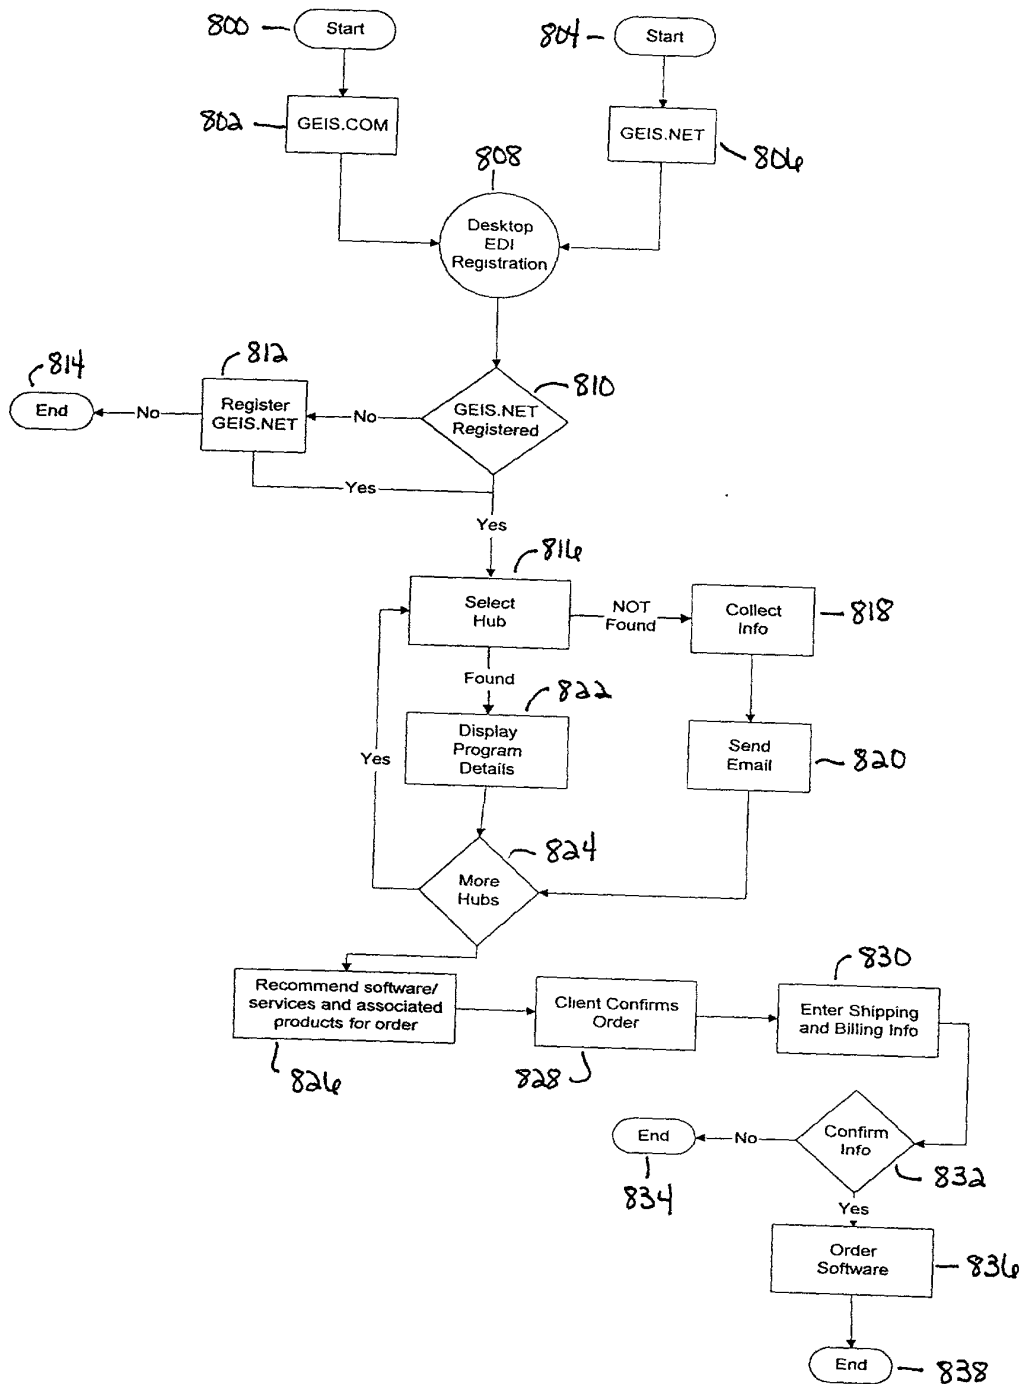 800
Start
804
Start
802
GEIS.COM
GEIS.NET
806
808
Desktop
EDI
Registration
814
812
810
End
No
Register
GEIS.NET
No
GEIS.NET
Registered
Yes
Yes
816
Select
Hub
NOT
Found
Collect
Info
818
Found
822
Display
Program
Details
Yes
Send
Email
820
824
More
Hubs
830
Recommend software/
services and associated
products for order
Client Confirms
Order
Enter Shipping
and Billing Info
826
828
End
No
Confirm
Info
834
832
Yes
Order
Software
836
End
838